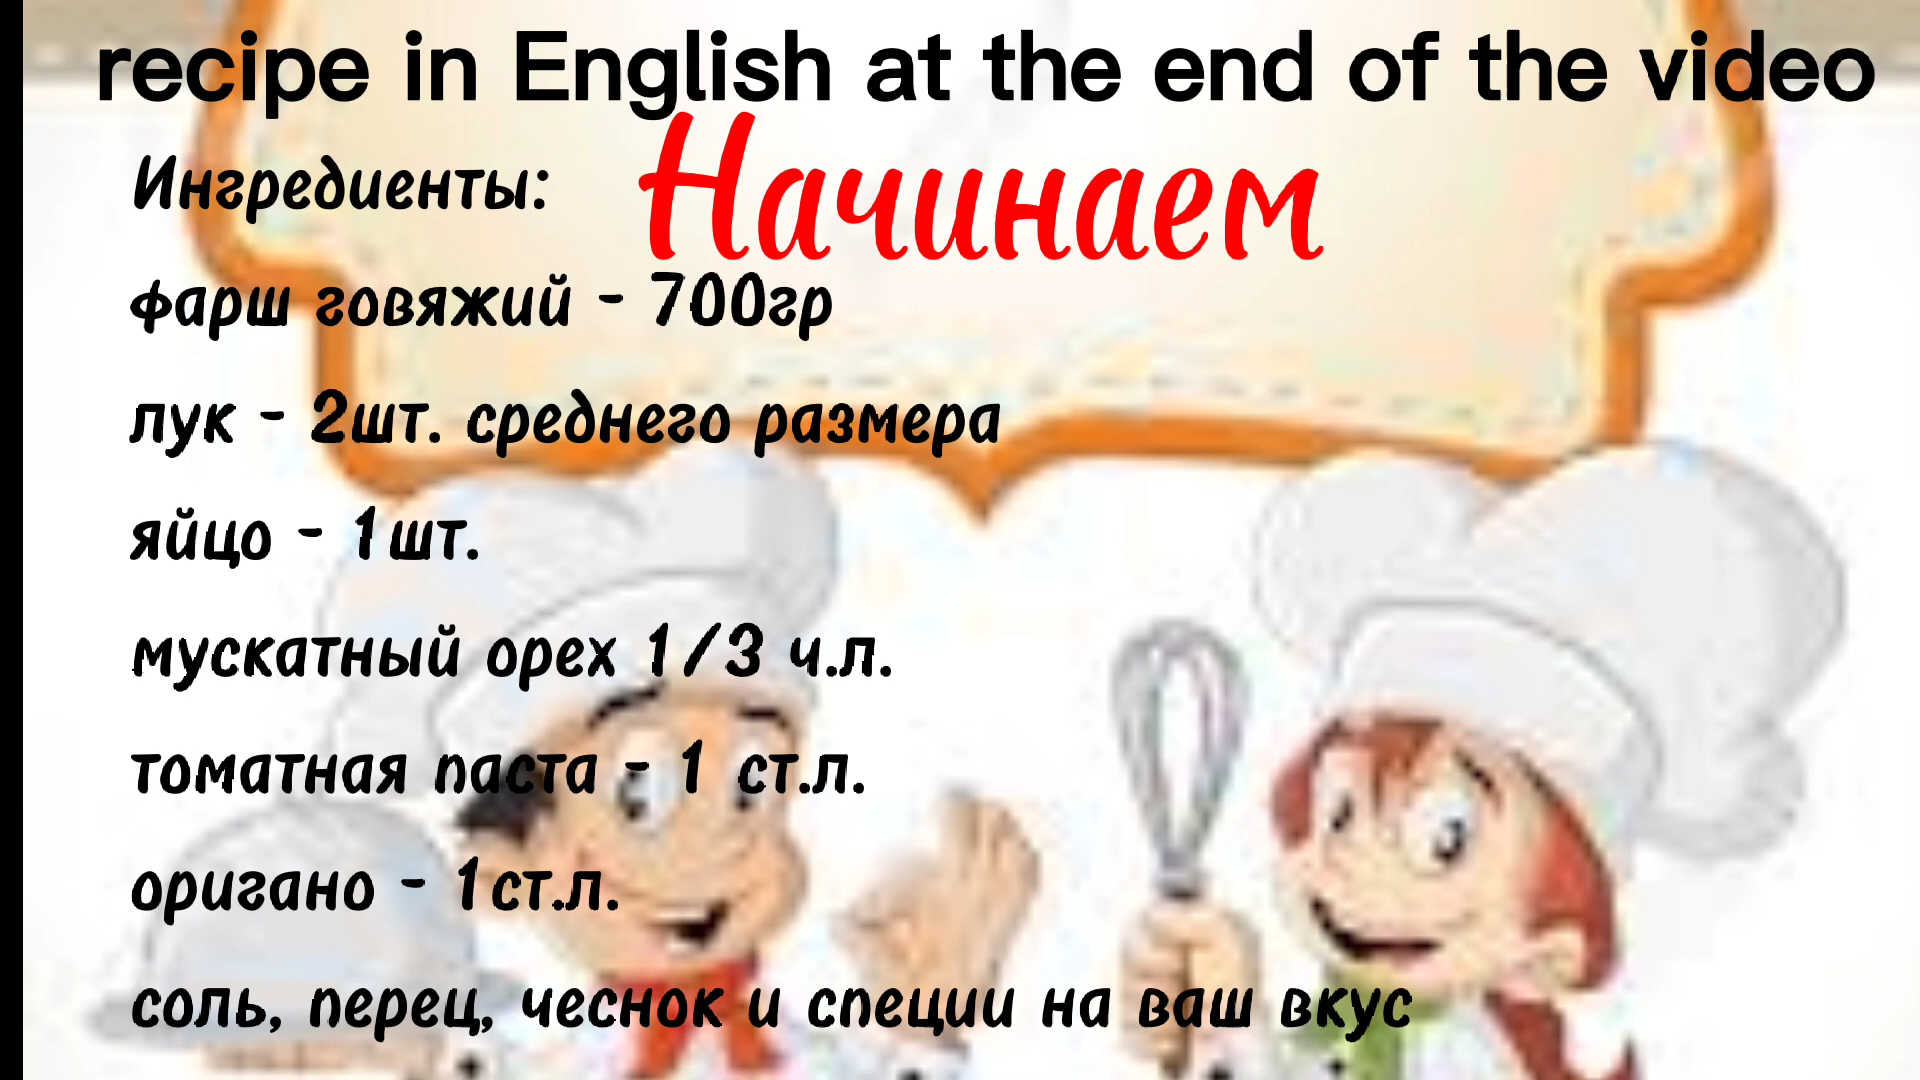 recipe in English at the end of the video
Начинаем
Ингредиенты:
фарш говяжий - 700гр
лук - 2шт. среднего размера
яйцо - 1шт.
мускатный орех 1/3 ч.л.
томатная паста - 1 ст.л.
оригано - 1ст.л.
соль, перец, чеснок и специи на ваш вкус